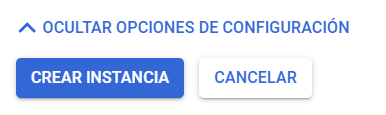 OCULTAR OPCIONES DE CONFIGURACIÓN
CREAR INSTANCIA
CANCELAR